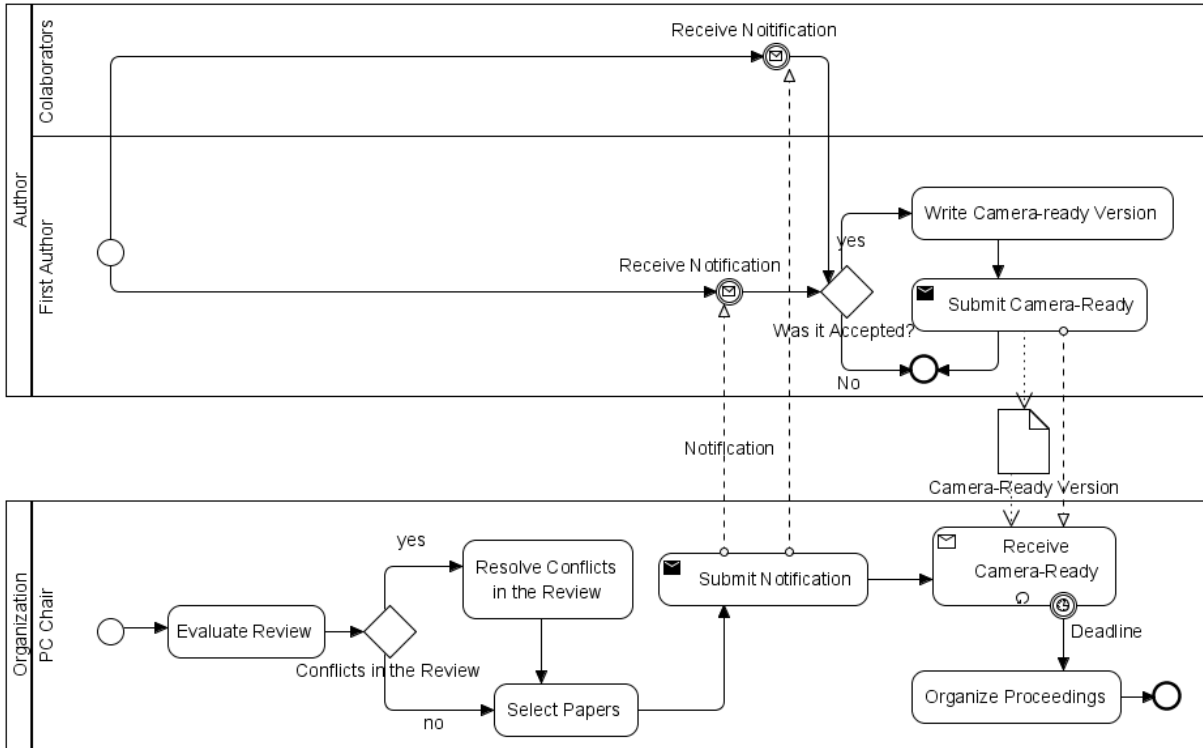 Author
Colaborators
Receive Noitification
First Author
Receive Notification
Was it Accepted?
yes
No
Write Camera-ready Version
Submit Camera-Ready
Notification
Camera-Ready Version
Organization
PC Chair
Evaluate Review
Conflicts in the Review
yes
no
Resolve Conflicts
in the Review
Select Papers
Submit Notification
Receive
Camera-Ready
Deadline
Organize Proceedings